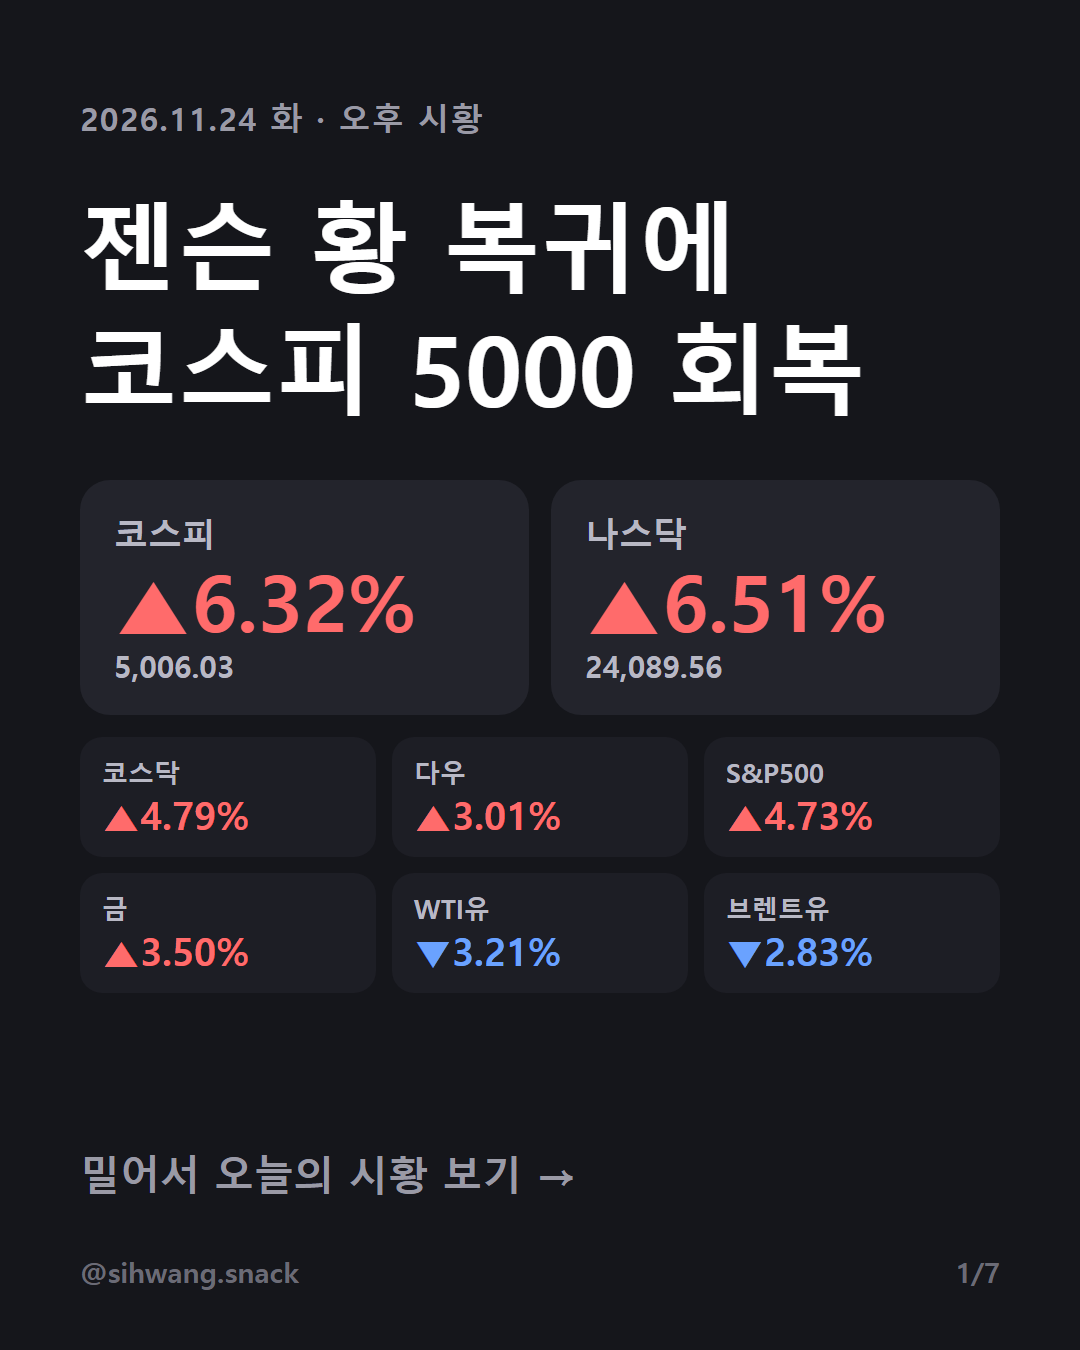 2026.11.24 화 · 오후 시황
젠슨 황 복귀에
코스피 5000 회복
코스피
▲6.32%
5,006.03
나스닥
▲6.51%
24,089.56
코스닥
▲4.79%
다우
▲3.01%
S&P500
▲4.73%
금
▲3.50%
WTI유
▼3.21%
브렌트유
▼2.83%
밀어서 오늘의 시황 보기 →
@sihwang.snack
1/7